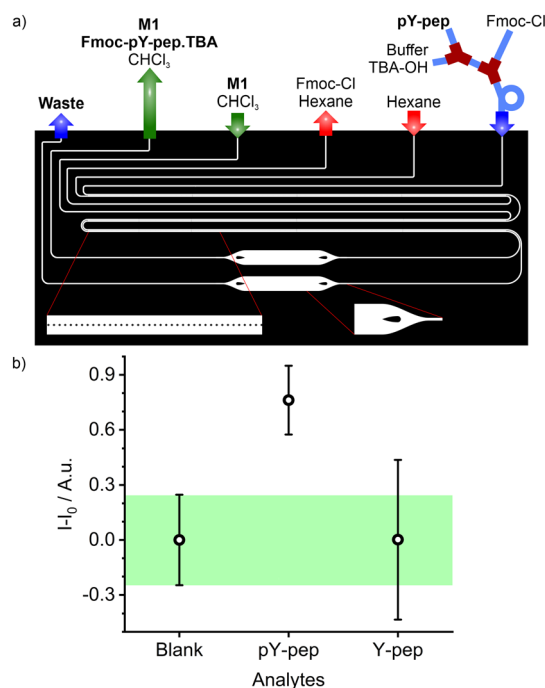 a)
M1
Fmoc-pY-pep.TBA
CHCl₃
Waste
M1
CHCl₃
Fmoc-Cl
Hexane
Hexane
pY-pep
Buffer
TBA-OH
Fmoc-Cl
b)
I-I₀ / A.u.
0.9
0.6
0.3
0.0
-0.3
Blank
pY-pep
Y-pep
Analytes